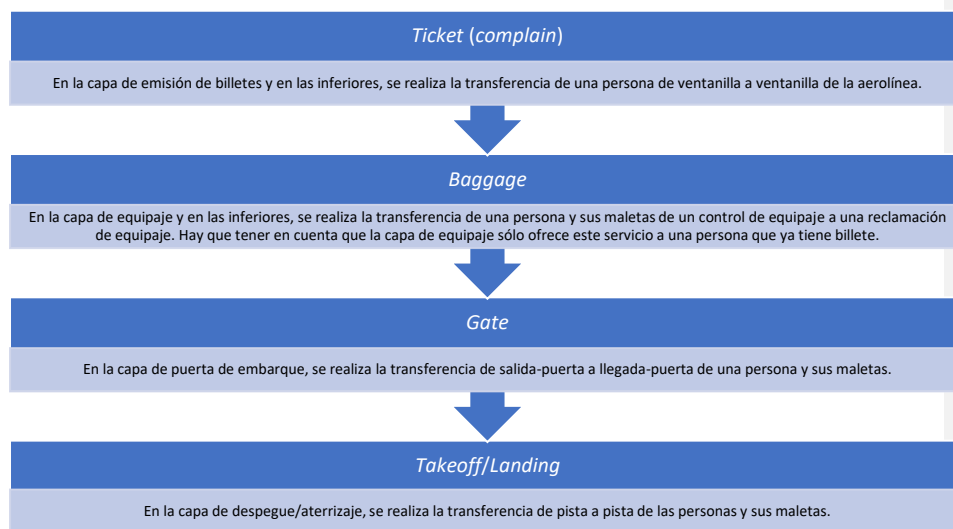 Ticket (complain)
En la capa de emisión de billetes y en las inferiores, se realiza la transferencia de una persona de ventanilla a ventanilla de la aerolínea.
Baggage
En la capa de equipaje y en las inferiores, se realiza la transferencia de una persona y sus maletas de un control de equipaje a una reclamación
de equipaje. Hay que tener en cuenta que la capa de equipaje sólo ofrece este servicio a una persona que ya tiene billete.
Gate
En la capa de puerta de embarque, se realiza la transferencia de salida-puerta a llegada-puerta de una persona y sus maletas.
Takeoff/Landing
En la capa de despegue/aterrizaje, se realiza la transferencia de pista a pista de las personas y sus maletas.